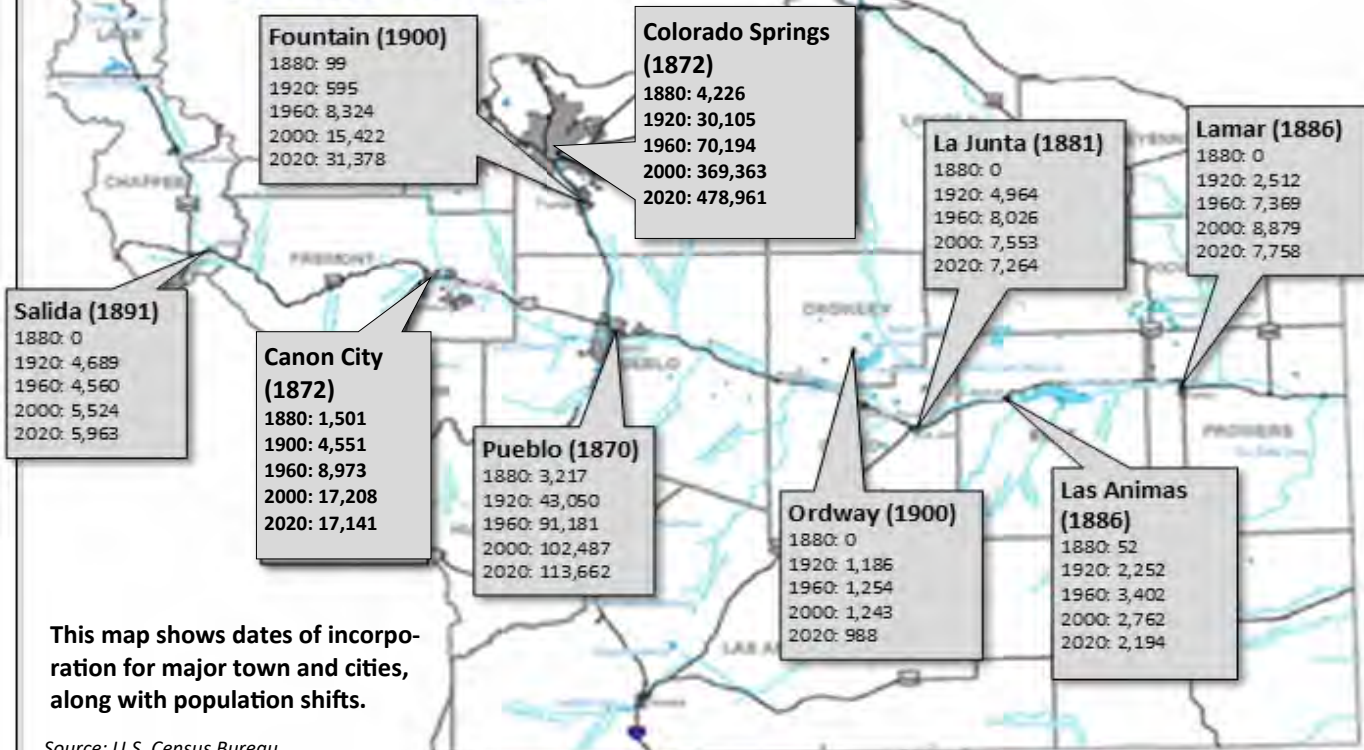 LAKE
Fountain (1900)
1880: 99
1920: 595
1960: 8,324
2000: 15,422
2020: 31,378
Colorado Springs
(1872)
1880: 4,226
1920: 30,105
1960: 70,194
2000: 369,363
2020: 478,961
La Junta (1881)
1880: 0
1920: 4,964
1960: 8,026
2000: 7,553
2020: 7,264
Lamar (1886)
1880: 0
1920: 2,512
1960: 7,369
2000: 8,879
2020: 7,758
CHAFFEE
FREMONT
CROWLEY
PUEBLO
PROWERS
Salida (1891)
1880: 0
1920: 4,689
1960: 4,560
2000: 5,524
2020: 5,963
Canon City
(1872)
1880: 1,501
1900: 4,551
1960: 8,973
2000: 17,208
2020: 17,141
Pueblo (1870)
1880: 3,217
1920: 43,050
1960: 91,181
2000: 102,487
2020: 113,662
Ordway (1900)
1880: 0
1920: 1,186
1960: 1,254
2000: 1,243
2020: 988
Las Animas
(1886)
1880: 52
1920: 2,252
1960: 3,402
2000: 2,762
2020: 2,194
LAS
This map shows dates of incorpo-
ration for major town and cities,
along with population shifts.
Source: U.S. Census Bureau